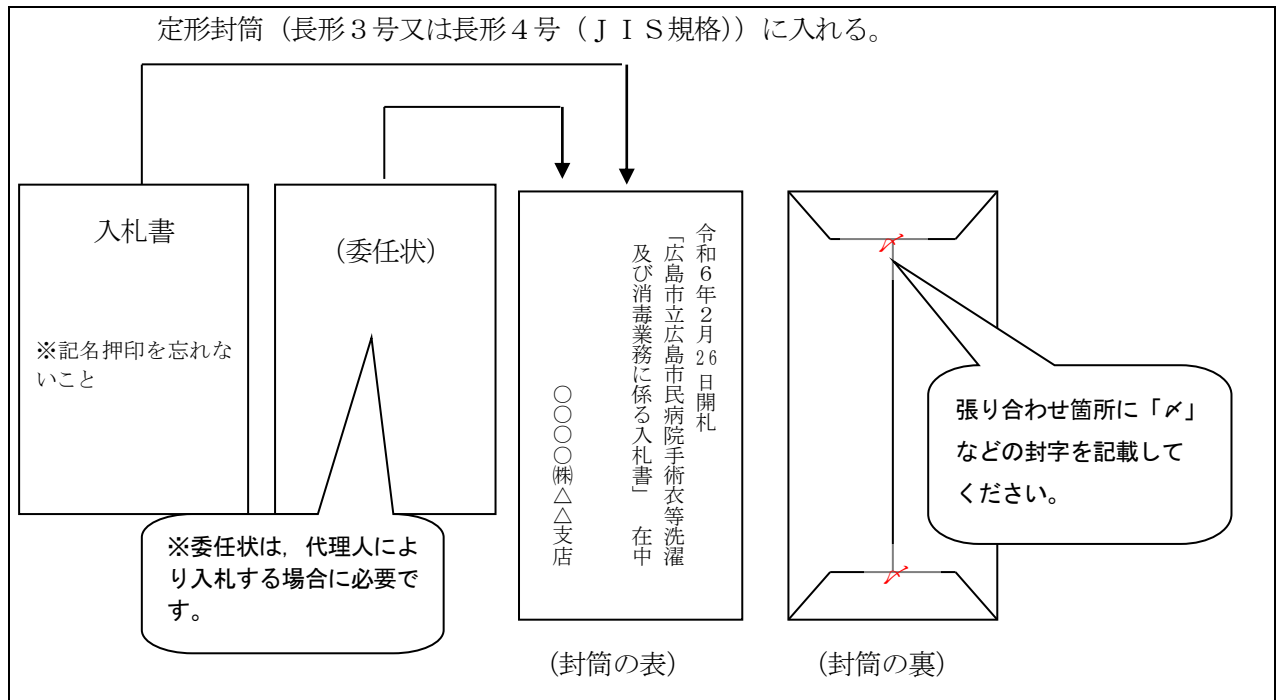 定形封筒（長形３号又は長形４号（ＪＩＳ規格））に入れる。
入札書
※記名押印を忘れな
いこと
（委任状）
※委任状は，代理人によ
り入札する場合に必要で
す。
令和６年２月26日開札
「広島市立広島市民病院手術衣等洗濯
及び消毒業務に係る入札書」　在中
○○○○㈱△△支店
（封筒の表）
〆
〆
張り合わせ箇所に「〆」
などの封字を記載して
ください。
（封筒の裏）